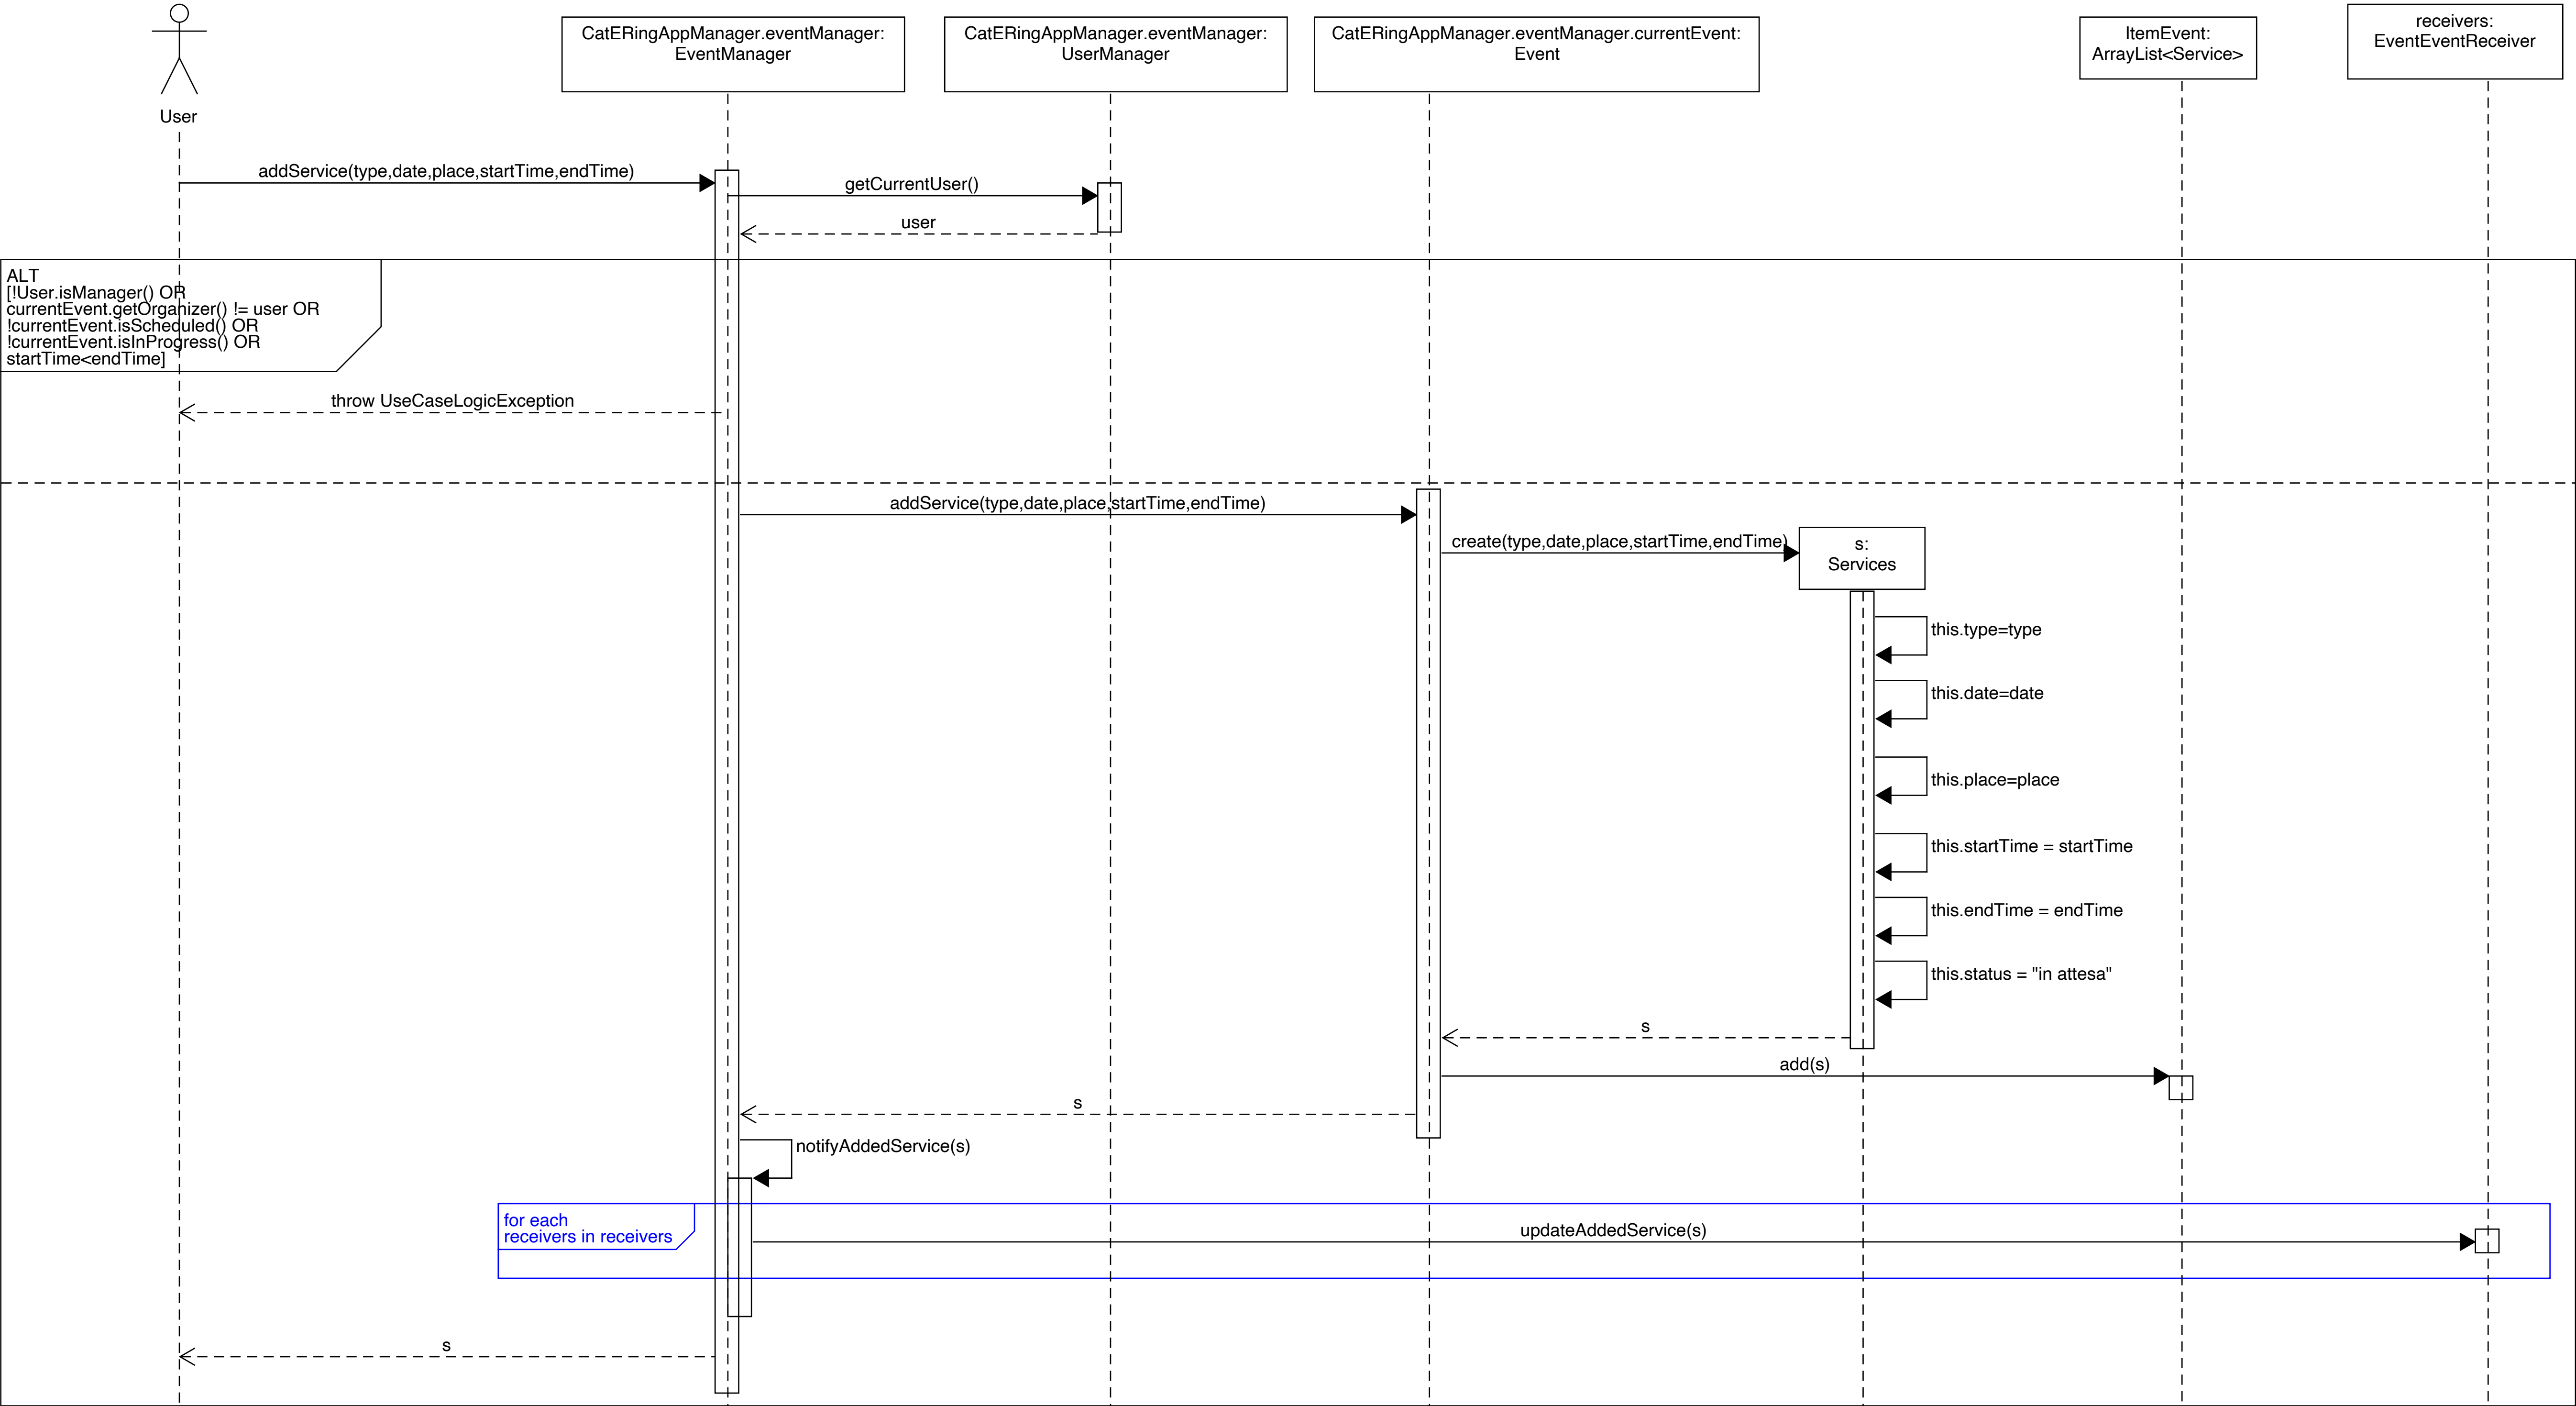 User
CatERingAppManager.eventManager:
EventManager
CatERingAppManager.eventManager:
UserManager
CatERingAppManager.eventManager.currentEvent:
Event
ItemEvent:
ArrayList<Service>
receivers:
EventEventReceiver
addService(type,date,place,startTime,endTime)
getCurrentUser()
user
ALT
[!User.isManager() OR
currentEvent.getOrganizer() != user OR
!currentEvent.isScheduled() OR
!currentEvent.isInProgress() OR
startTime<endTime]
throw UseCaseLogicException
addService(type,date,place,startTime,endTime)
create(type,date,place,startTime,endTime)
s:
Services
this.type=type
this.date=date
this.place=place
this.startTime = startTime
this.endTime = endTime
this.status = "in attesa"
s
add(s)
s
notifyAddedService(s)
for each
receivers in receivers
updateAddedService(s)
s